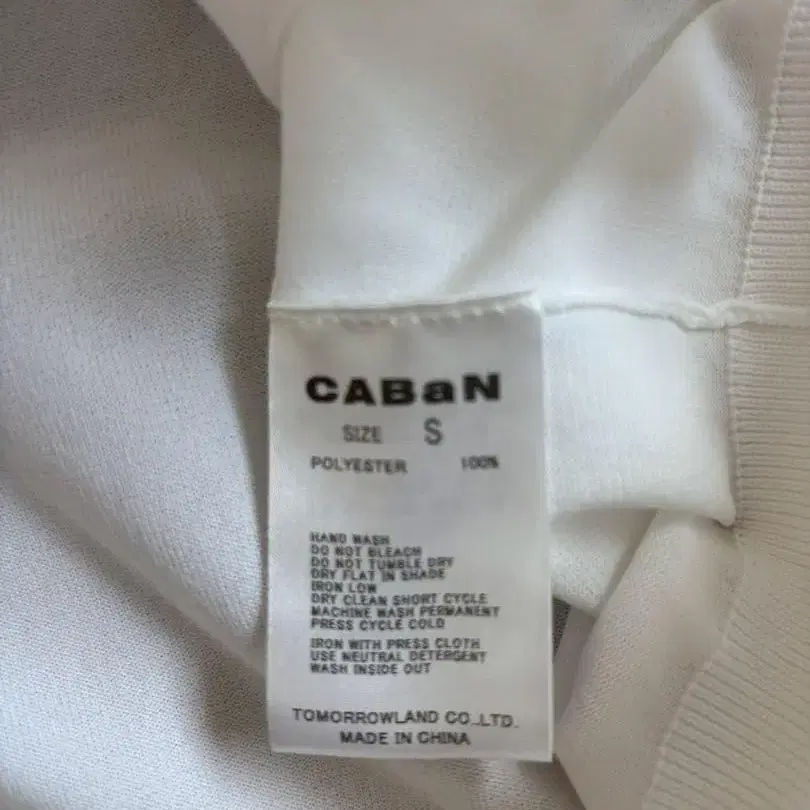 CABaN
SIZE S
POLYESTER 100%
HAND WASH
DO NOT BLEACH
DO NOT TUMBLE DRY
DRY FLAT IN SHADE
IRON LOW
DRY CLEAN SHORT CYCLE
MACHINE WASH PERMANENT
PRESS CYCLE COLD
IRON WITH PRESS CLOTH
USE NEUTRAL DETERGENT
WASH INSIDE OUT
TOMORROWLAND CO.,LTD.
MADE IN CHINA